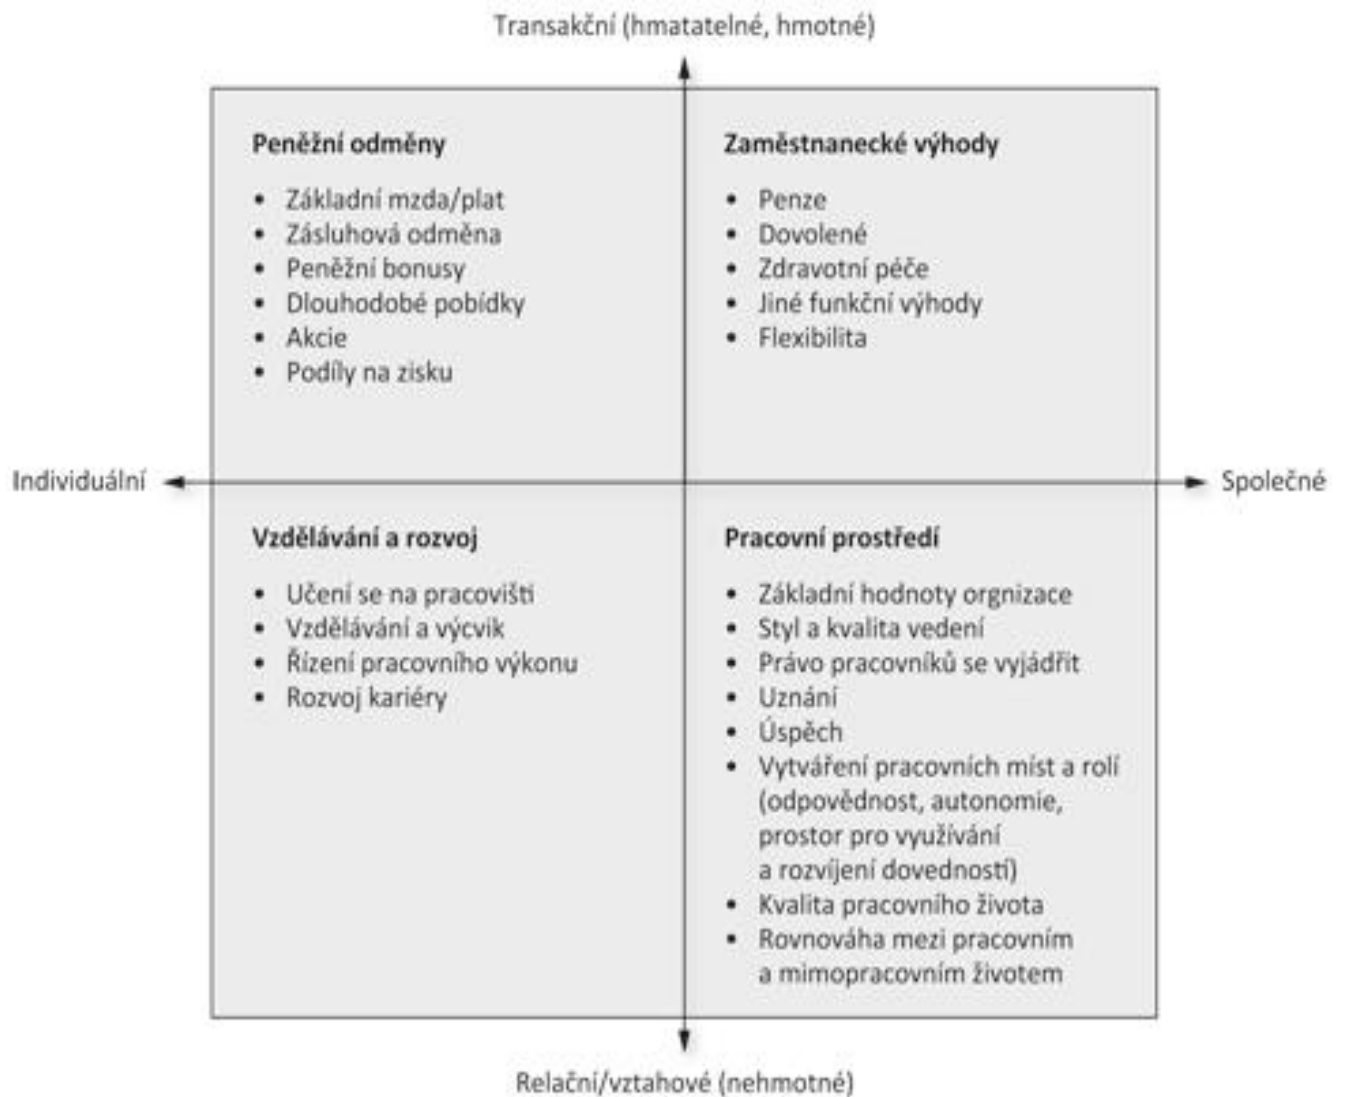 Transakční (hmatatelné, hmotné)
Peněžní odměny
• Základní mzda/plat
• Zásluhová odměna
• Peněžní bonusy
• Dlouhodobé pobídky
• Akcie
• Podíly na zisku
Zaměstnanecké výhody
• Penze
• Dovolené
• Zdravotní péče
• Jiné funkční výhody
• Flexibilita
Individuální
Společné
Vzdělávání a rozvoj
• Učení se na pracovišti
• Vzdělávání a výcvik
• Řízení pracovního výkonu
• Rozvoj kariéry
Pracovní prostředí
• Základní hodnoty orgnizace
• Styl a kvalita vedení
• Právo pracovníků se vyjádřit
• Uznání
• Úspěch
• Vytváření pracovních míst a rolí
(odpovědnost, autonomie,
prostor pro využívání
a rozvíjení dovedností)
• Kvalita pracovního života
• Rovnováha mezi pracovním
a mimopracovním životem
Relační/vztahové (nehmotné)